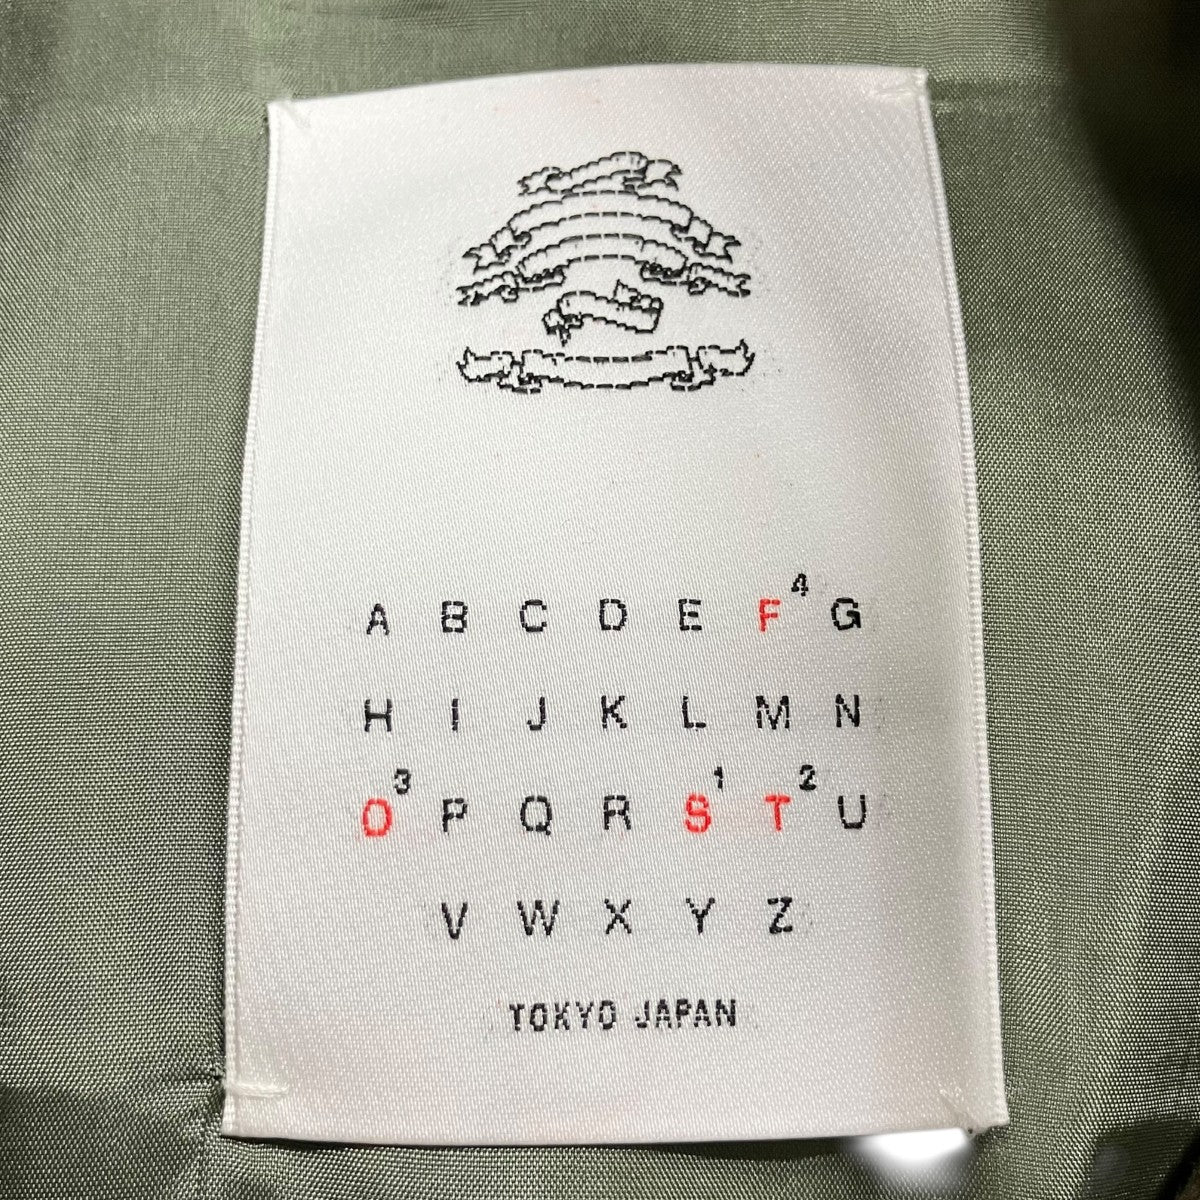 A B C D E F⁴ G
H I J K L M N
O³ P Q R S¹ T² U
V W X Y Z
TOKYO JAPAN